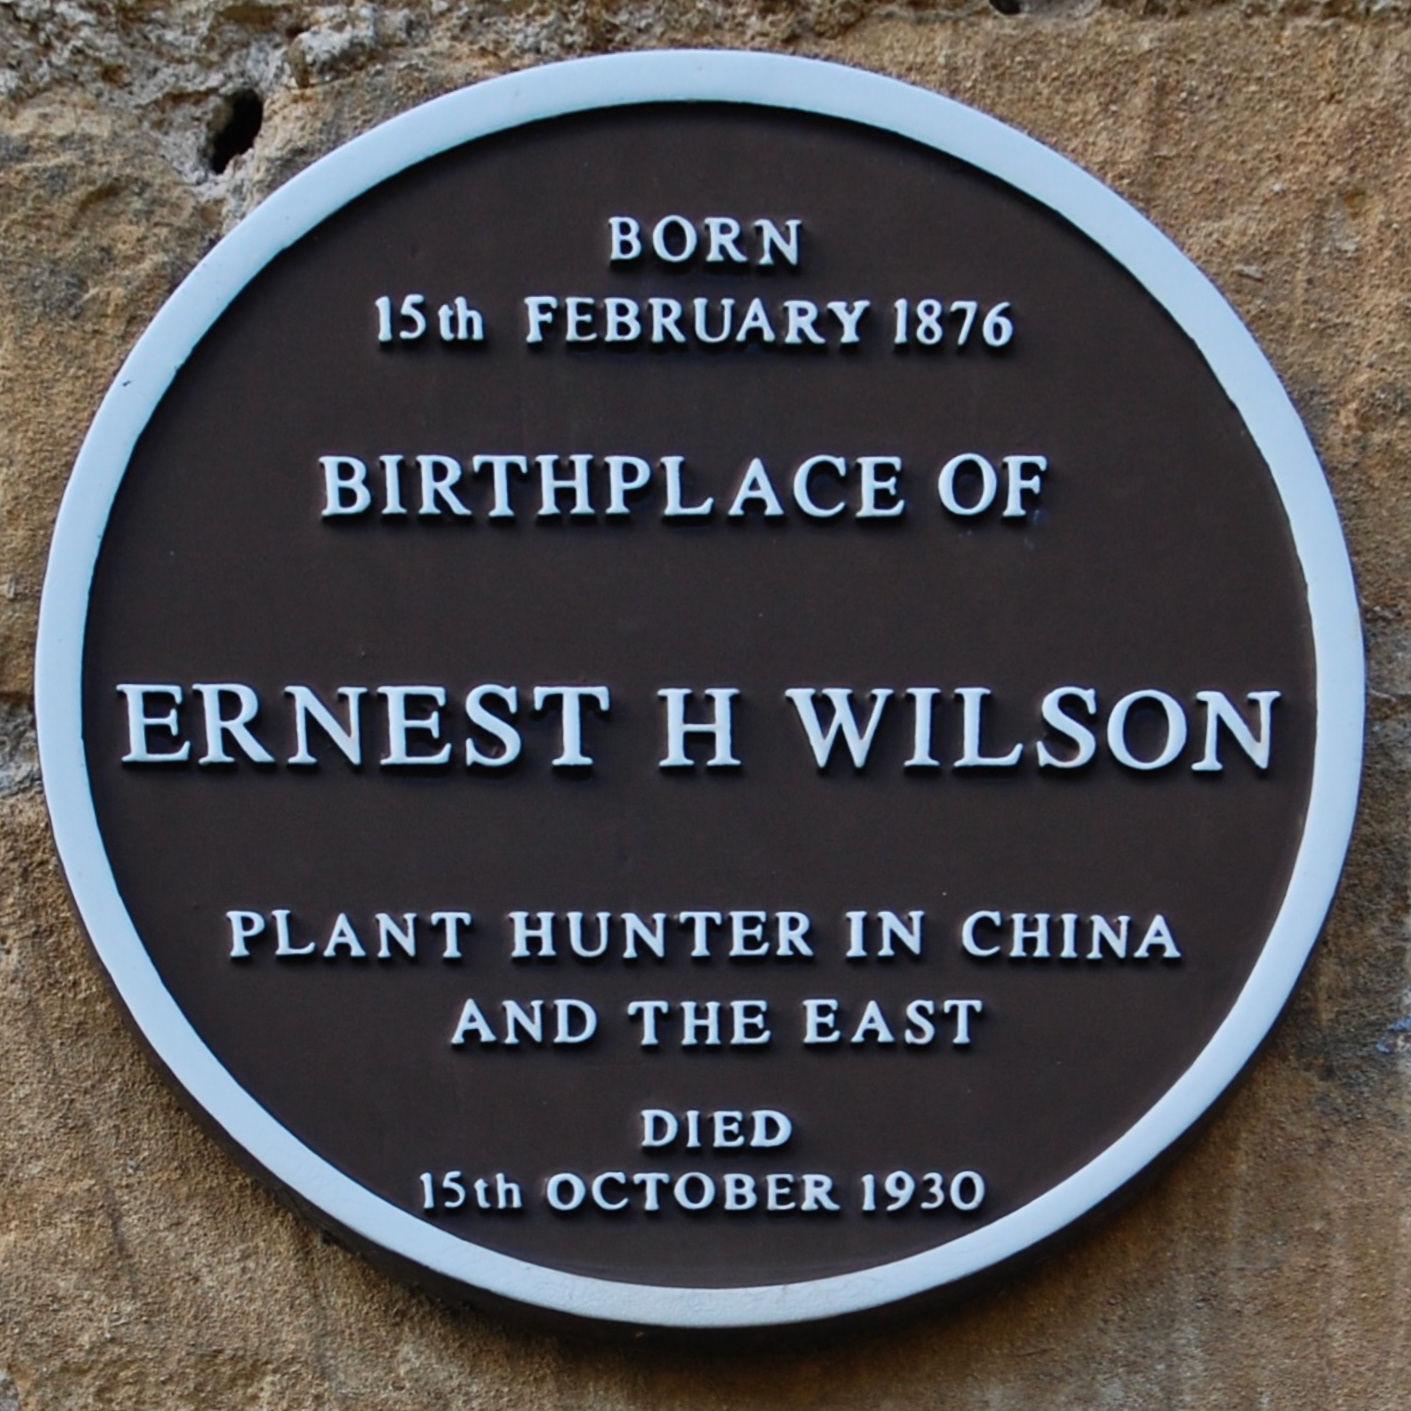 BORN
15th FEBRUARY 1876
BIRTHPLACE OF
ERNEST H WILSON
PLANT HUNTER IN CHINA
AND THE EAST
DIED
15th OCTOBER 1930